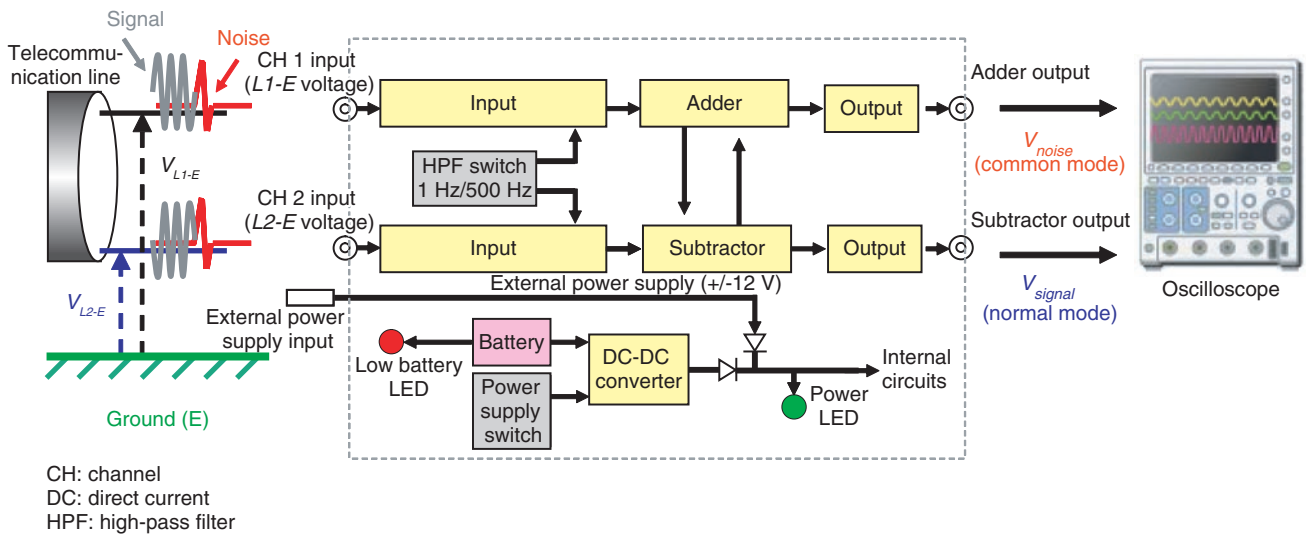 Signal
Noise
Telecommu-
nication line
CH 1 input
(L1-E voltage)
V_L1-E
CH 2 input
(L2-E voltage)
V_L2-E
Ground (E)
Input
Adder
Output
HPF switch
1 Hz/500 Hz
Input
Subtractor
Output
External power supply (+/-12 V)
External power
supply input
Low battery
LED
Battery
Power
supply
switch
DC-DC
converter
Power
LED
Internal
circuits
Adder output
V_noise
(common mode)
Subtractor output
V_signal
(normal mode)
Oscilloscope
CH: channel
DC: direct current
HPF: high-pass filter